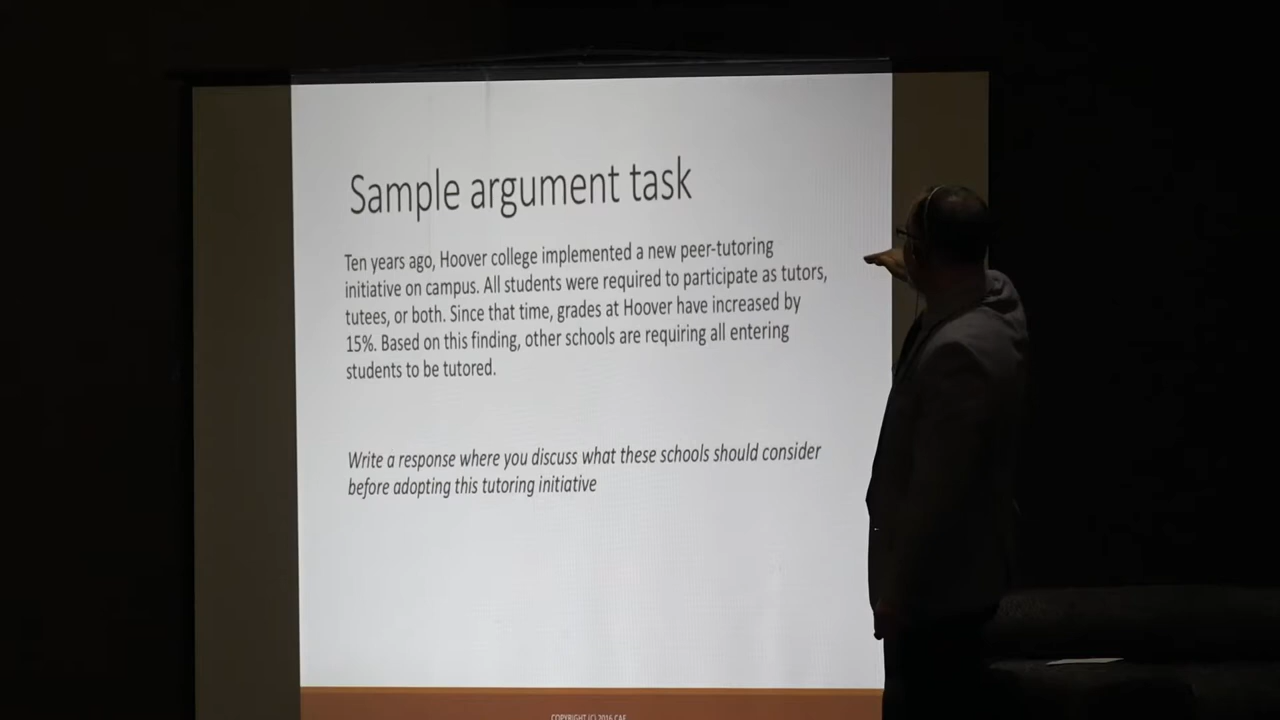 Sample argument task
Ten years ago, Hoover college implemented a new peer-tutoring
initiative on campus. All students were required to participate as tutors,
tutees, or both. Since that time, grades at Hoover have increased by
15%. Based on this finding, other schools are requiring all entering
students to be tutored.
Write a response where you discuss what these schools should consider
before adopting this tutoring initiative
COPYRIGHT (C) 2016 CAE